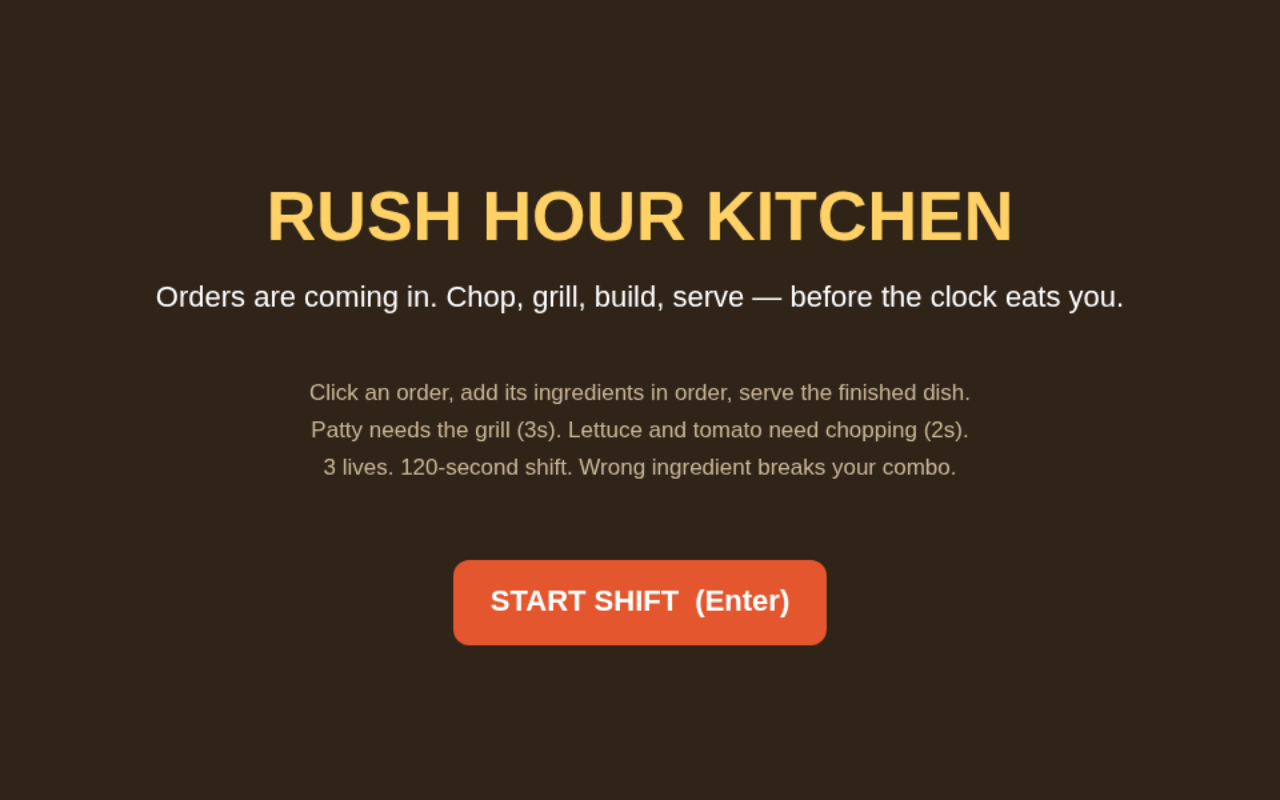 RUSH HOUR KITCHEN
Orders are coming in. Chop, grill, build, serve — before the clock eats you.
Click an order, add its ingredients in order, serve the finished dish.
Patty needs the grill (3s). Lettuce and tomato need chopping (2s).
3 lives. 120-second shift. Wrong ingredient breaks your combo.
START SHIFT (Enter)